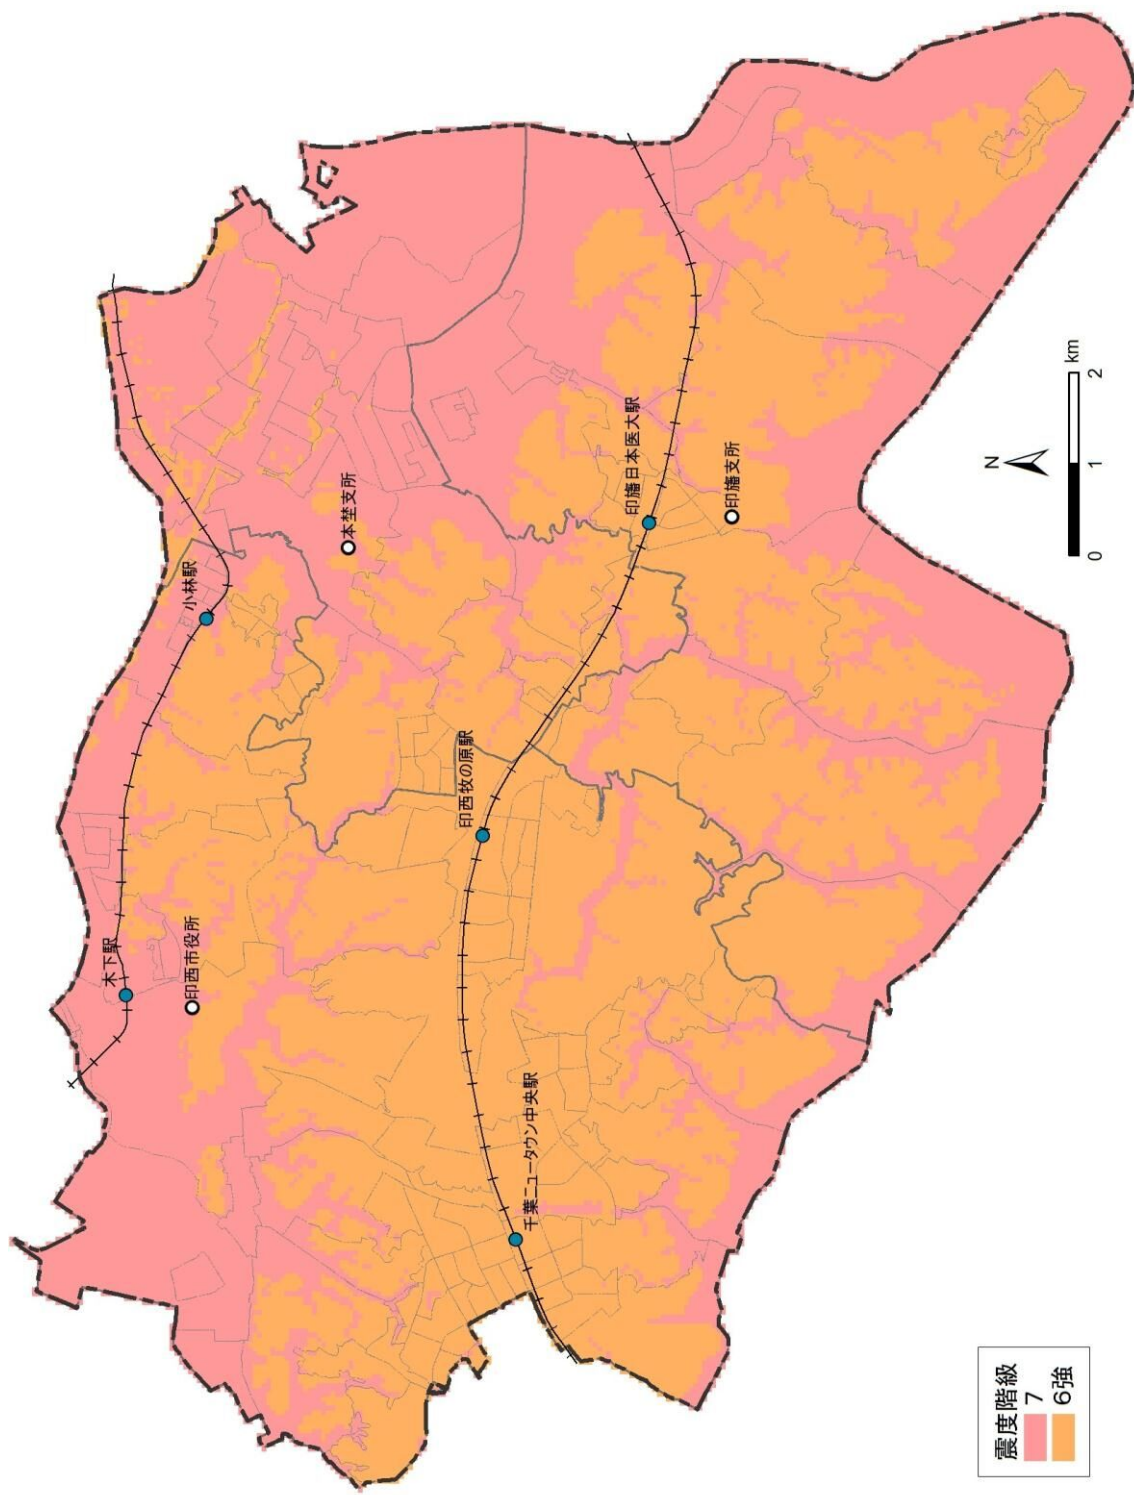 木下駅
小林駅
印西市役所
本埜支所
印西牧の原駅
千葉ニュータウン中央駅
印旛日本医大駅
印旛支所
震度階級
7
6強
N
0 1 2 km